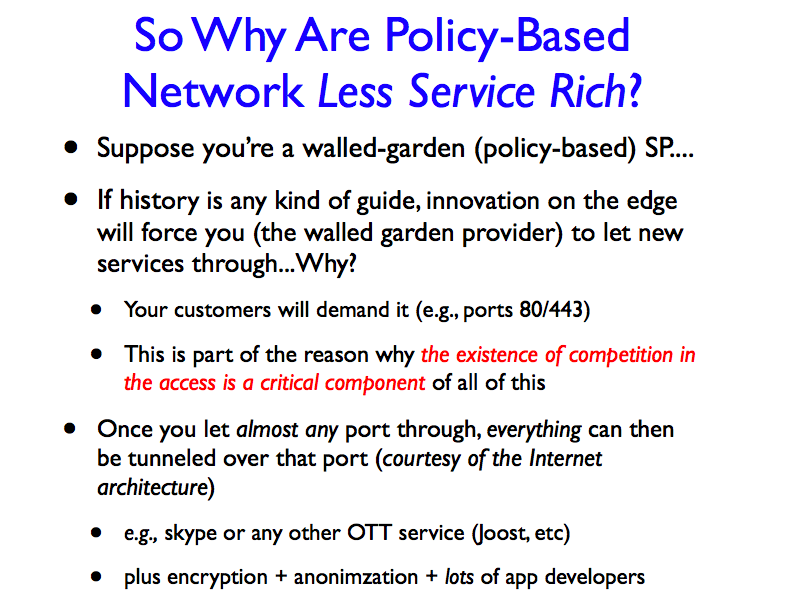 So Why Are Policy-Based
Network Less Service Rich?
• Suppose you're a walled-garden (policy-based) SP....
• If history is any kind of guide, innovation on the edge
will force you (the walled garden provider) to let new
services through...Why?
• Your customers will demand it (e.g., ports 80/443)
• This is part of the reason why the existence of competition in
the access is a critical component of all of this
• Once you let almost any port through, everything can then
be tunneled over that port (courtesy of the Internet
architecture)
• e.g., skype or any other OTT service (Joost, etc)
• plus encryption + anonimzation + lots of app developers